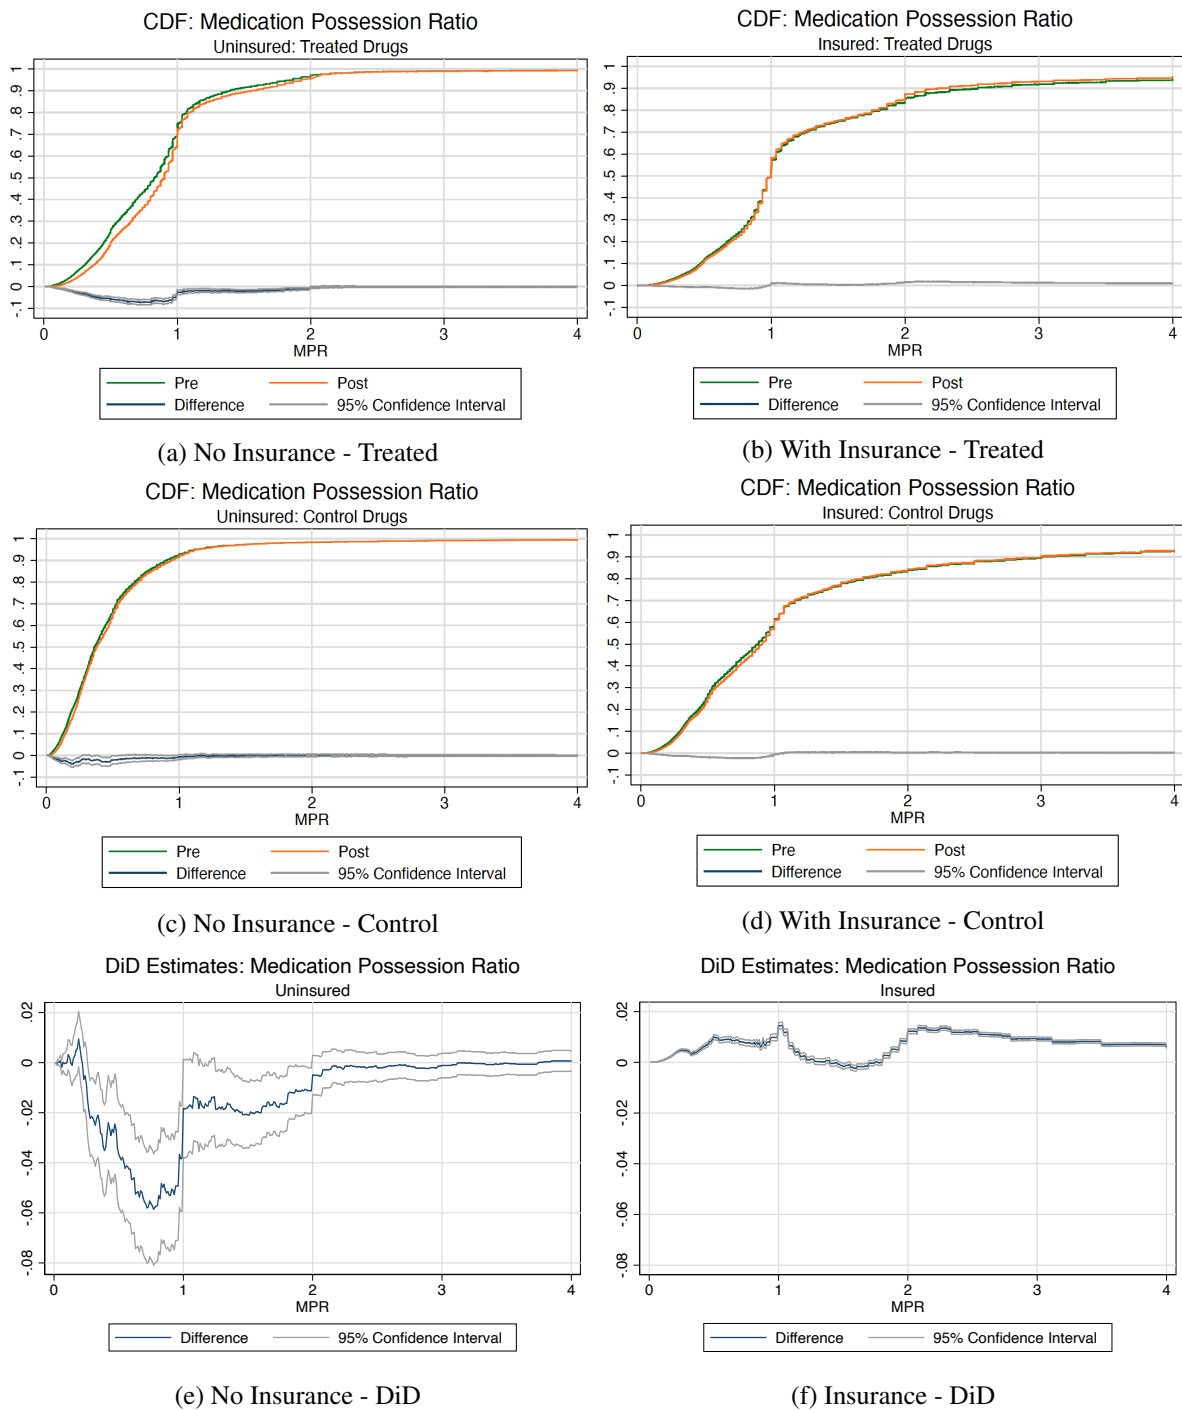 CDF: Medication Possession Ratio
Uninsured: Treated Drugs
1
.9
.8
.7
.6
.5
.4
.3
.2
.1
0
-.1
0 1 2 3 4
MPR
Pre Post
Difference 95% Confidence Interval
(a) No Insurance - Treated
CDF: Medication Possession Ratio
Insured: Treated Drugs
1
.9
.8
.7
.6
.5
.4
.3
.2
.1
0
-.1
0 1 2 3 4
MPR
Pre Post
Difference 95% Confidence Interval
(b) With Insurance - Treated
CDF: Medication Possession Ratio
Uninsured: Control Drugs
1
.9
.8
.7
.6
.5
.4
.3
.2
.1
0
-.1
0 1 2 3 4
MPR
Pre Post
Difference 95% Confidence Interval
(c) No Insurance - Control
CDF: Medication Possession Ratio
Insured: Control Drugs
1
.9
.8
.7
.6
.5
.4
.3
.2
.1
0
-.1
0 1 2 3 4
MPR
Pre Post
Difference 95% Confidence Interval
(d) With Insurance - Control
DiD Estimates: Medication Possession Ratio
Uninsured
.02
0
-.02
-.04
-.06
-.08
0 1 2 3 4
MPR
Difference 95% Confidence Interval
(e) No Insurance - DiD
DiD Estimates: Medication Possession Ratio
Insured
.02
0
-.02
-.04
-.06
-.08
0 1 2 3 4
MPR
Difference 95% Confidence Interval
(f) Insurance - DiD